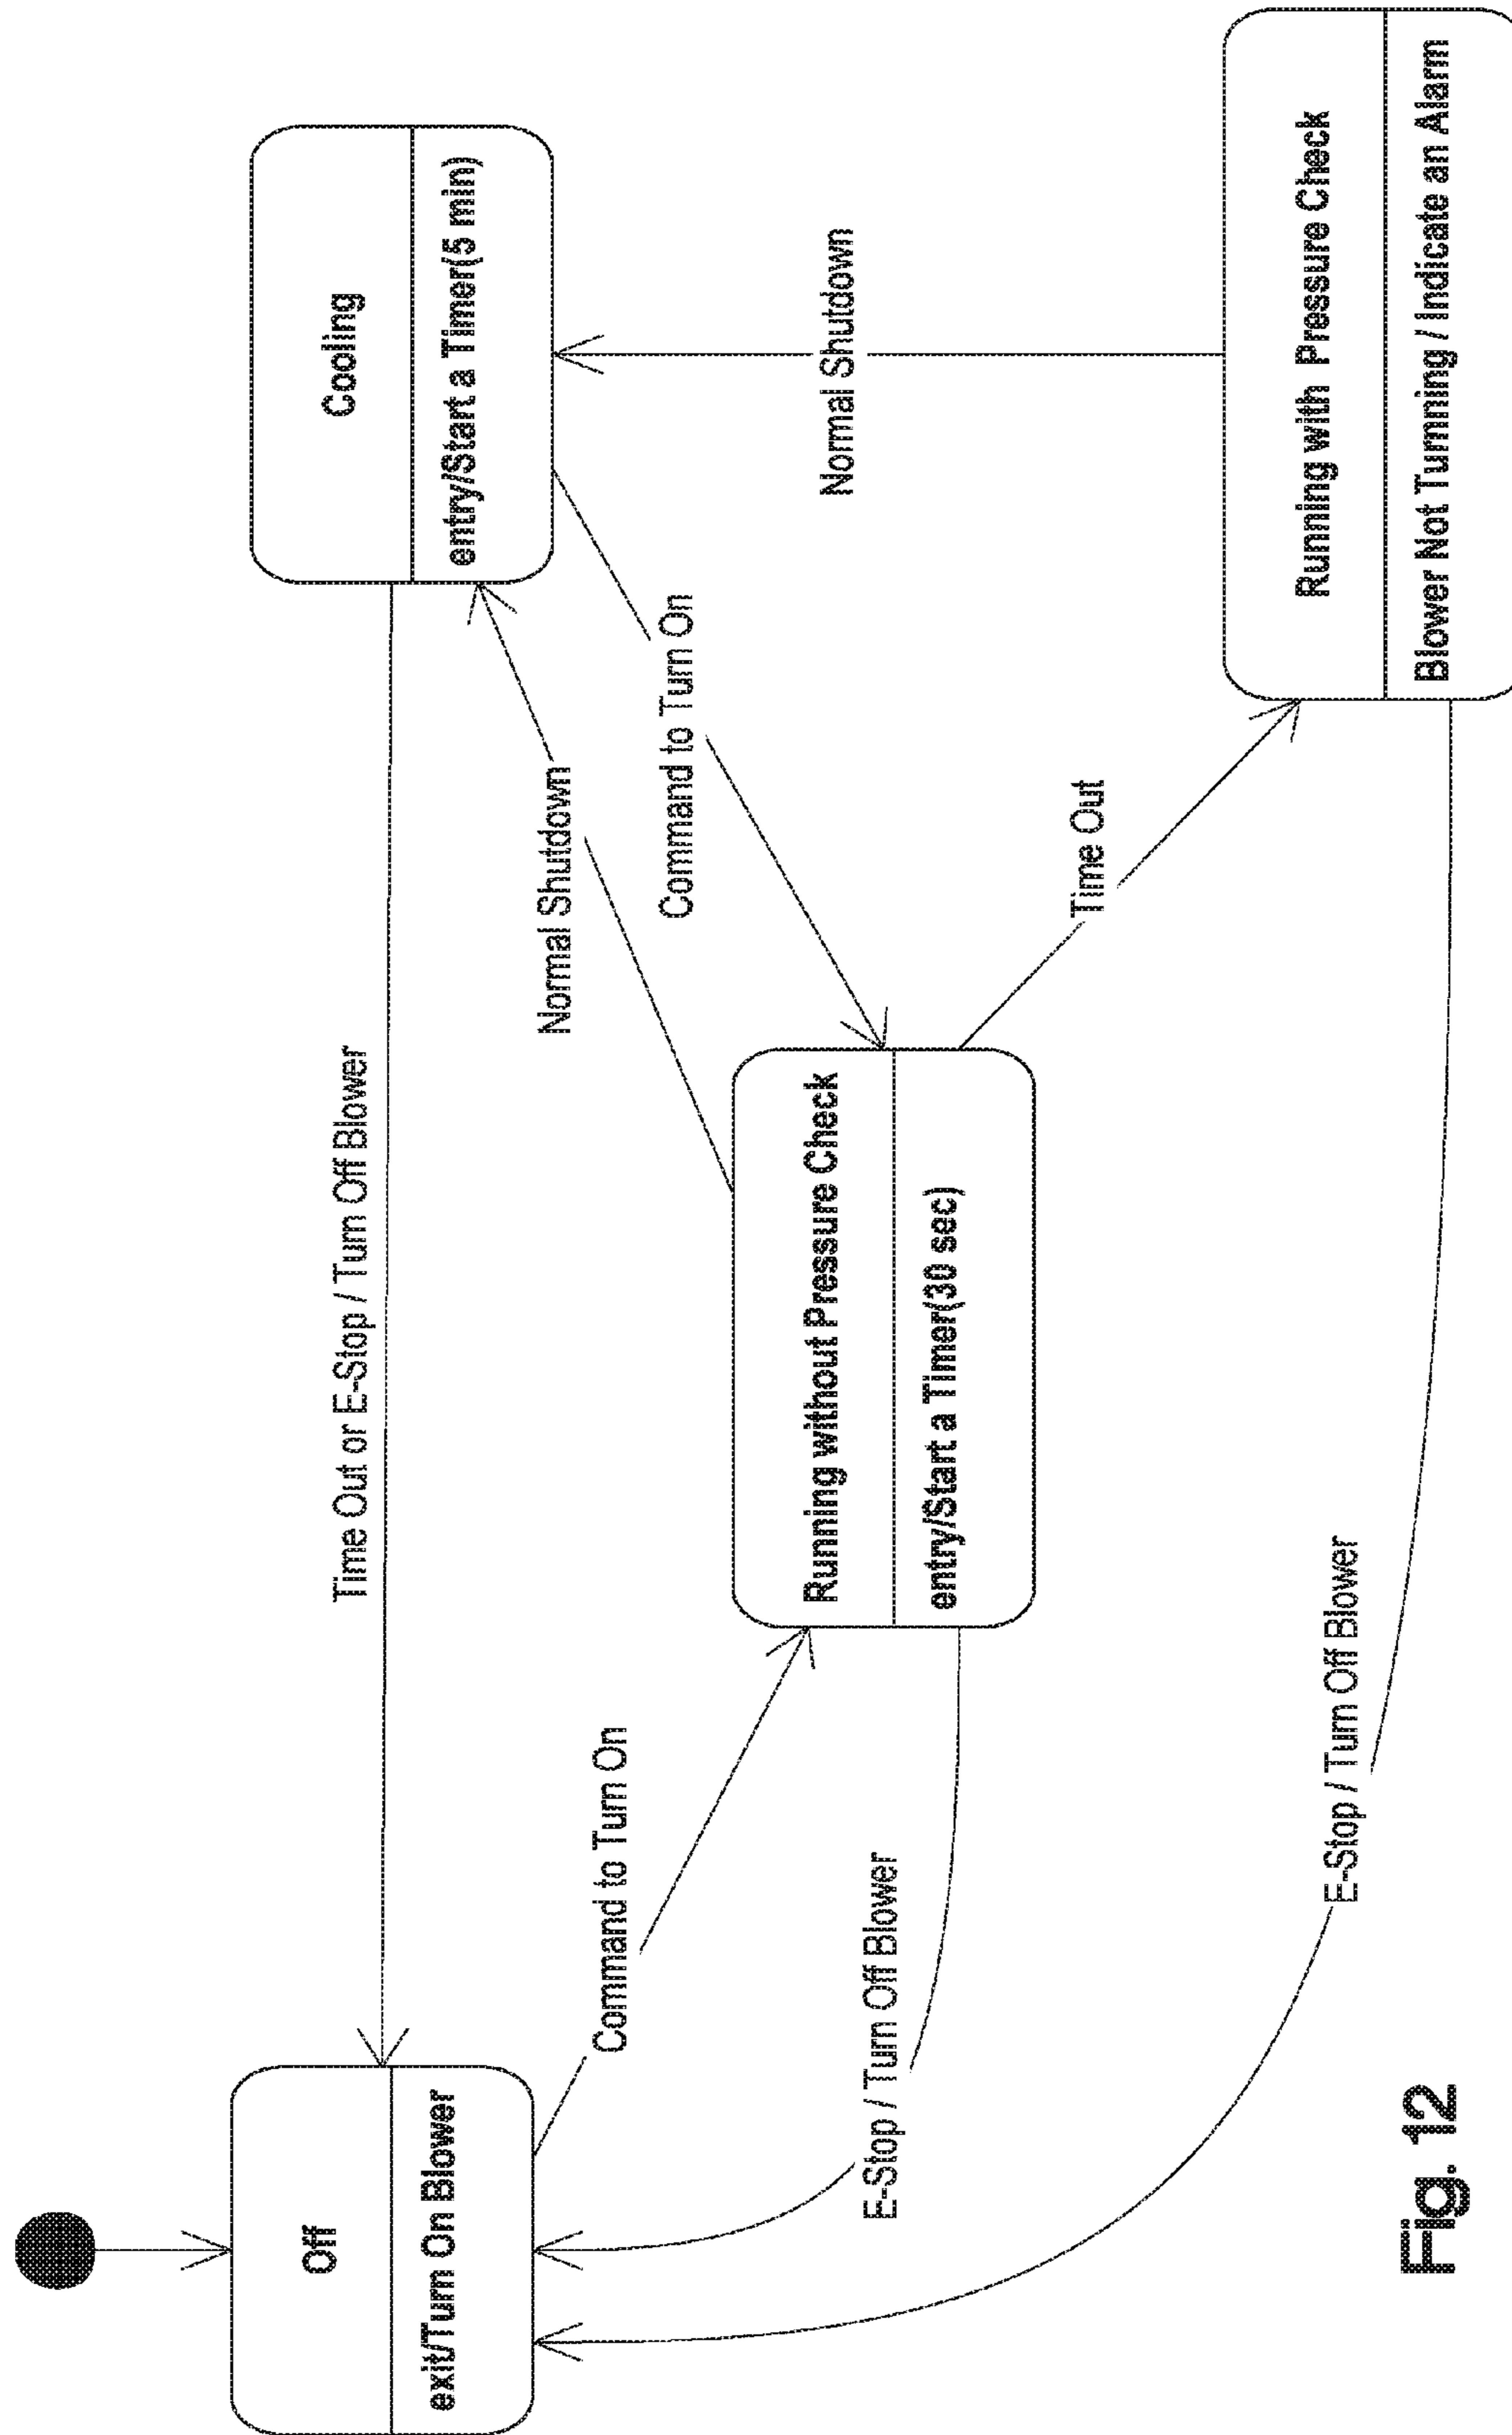 Off
exit/Turn On Blower
Time Out or E-Stop / Turn Off Blower
Cooling
entry/Start a Timer(5 min)
Command to Turn On
Normal Shutdown
Command to Turn On
Running without Pressure Check
entry/Start a Timer(30 sec)
Normal Shutdown
E-Stop / Turn Off Blower
Time Out
Running with Pressure Check
Blower Not Turning / Indicate an Alarm
E-Stop / Turn Off Blower
Fig. 12